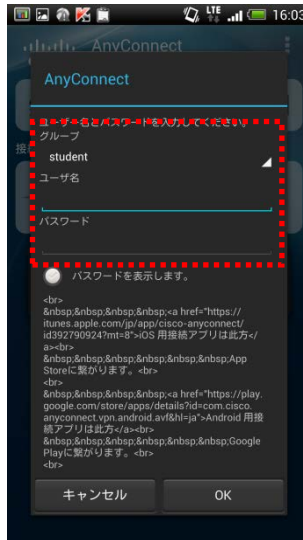 LTE 16:03
AnyConnect
AnyConnect
ユーザー名とパスワードを入力してください。
グループ
接
student
ユーザ名
パスワード
パスワードを表示します。
<br>
&nbsp;&nbsp;&nbsp;&nbsp;<a href="https://
itunes.apple.com/jp/app/cisco-anyconnect/
id392790924?mt=8">iOS 用接続アプリは此方</
a><br>
&nbsp;&nbsp;&nbsp;&nbsp;&nbsp;&nbsp;App
Storeに繋がります。<br>
<br>
&nbsp;&nbsp;&nbsp;&nbsp;<a href="https://play.
google.com/store/apps/details?id=com.cisco.
anyconnect.vpn.android.avf&hl=ja">Android 用接
続アプリは此方</a><br>
&nbsp;&nbsp;&nbsp;&nbsp;&nbsp;&nbsp;Google
Playに繋がります。<br>
<br>
キャンセル OK